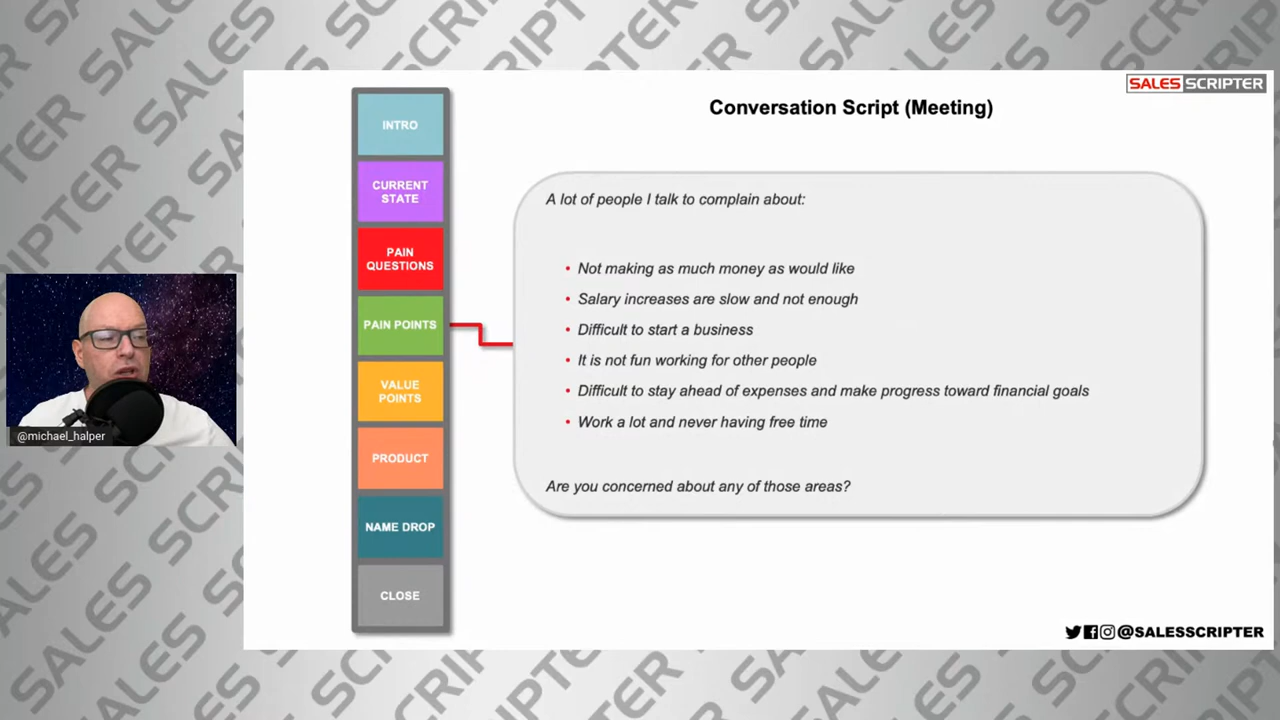 SALES SCRIPTER
Conversation Script (Meeting)
INTRO
CURRENT
STATE
PAIN
QUESTIONS
PAIN POINTS
VALUE
POINTS
PRODUCT
NAME DROP
CLOSE
A lot of people I talk to complain about:
• Not making as much money as would like
• Salary increases are slow and not enough
• Difficult to start a business
• It is not fun working for other people
• Difficult to stay ahead of expenses and make progress toward financial goals
• Work a lot and never having free time
Are you concerned about any of those areas?
@michael_halper
@SALESSCRIPTER